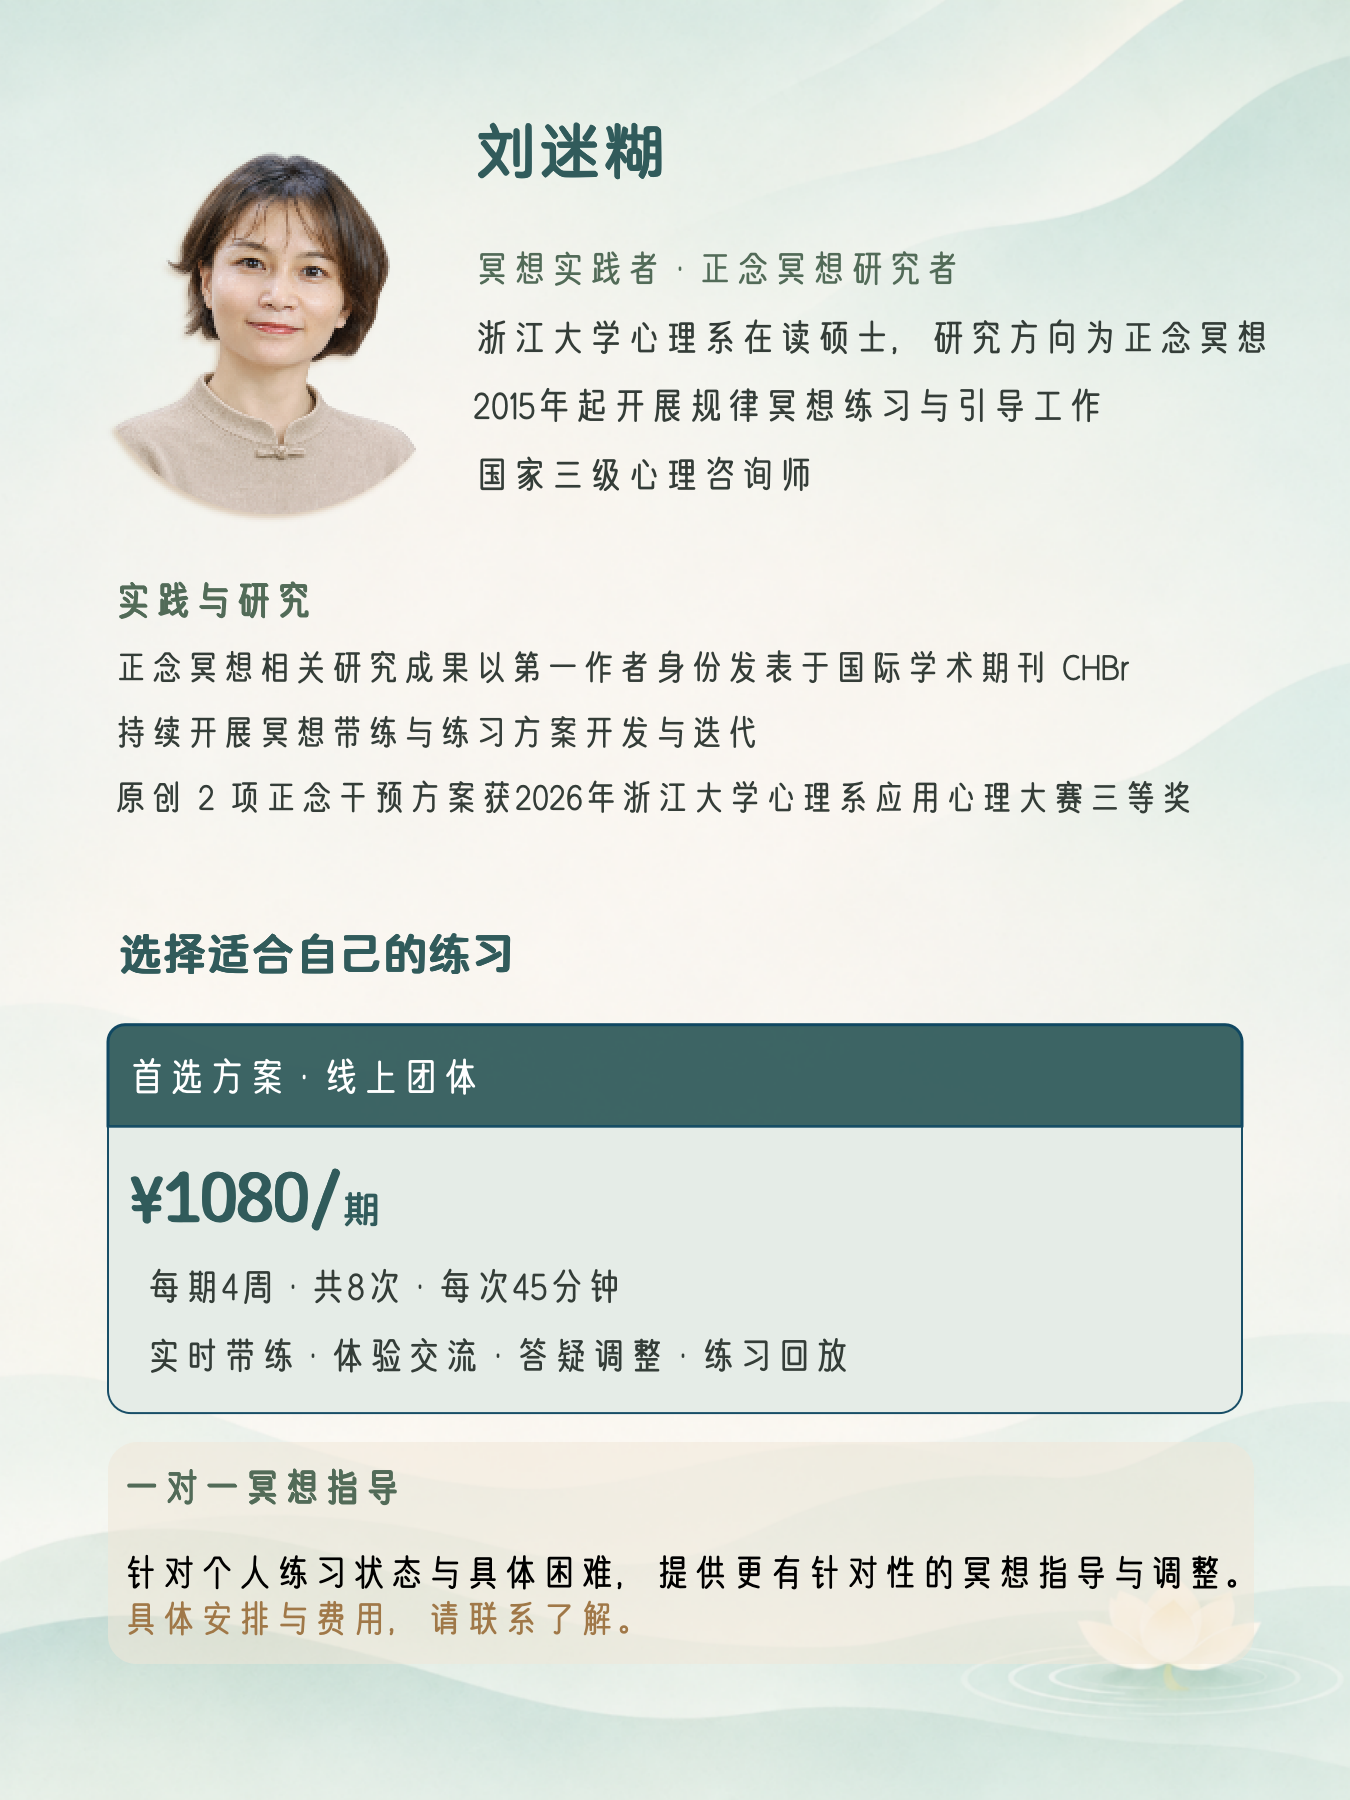 刘迷糊
冥想实践者·正念冥想研究者
浙江大学心理系在读硕士，研究方向为正念冥想
2015年起开展规律冥想练习与引导工作
国家三级心理咨询师
实践与研究
正念冥想相关研究成果以第一作者身份发表于国际学术期刊 CHBr
持续开展冥想带练与练习方案开发与迭代
原创 2 项正念干预方案获2026年浙江大学心理系应用心理大赛三等奖
选择适合自己的练习
首选方案·线上团体
¥1080/期
每期4周·共8次·每次45分钟
实时带练·体验交流·答疑调整·练习回放
一对一冥想指导
针对个人练习状态与具体困难，提供更有针对性的冥想指导与调整。
具体安排与费用，请联系了解。